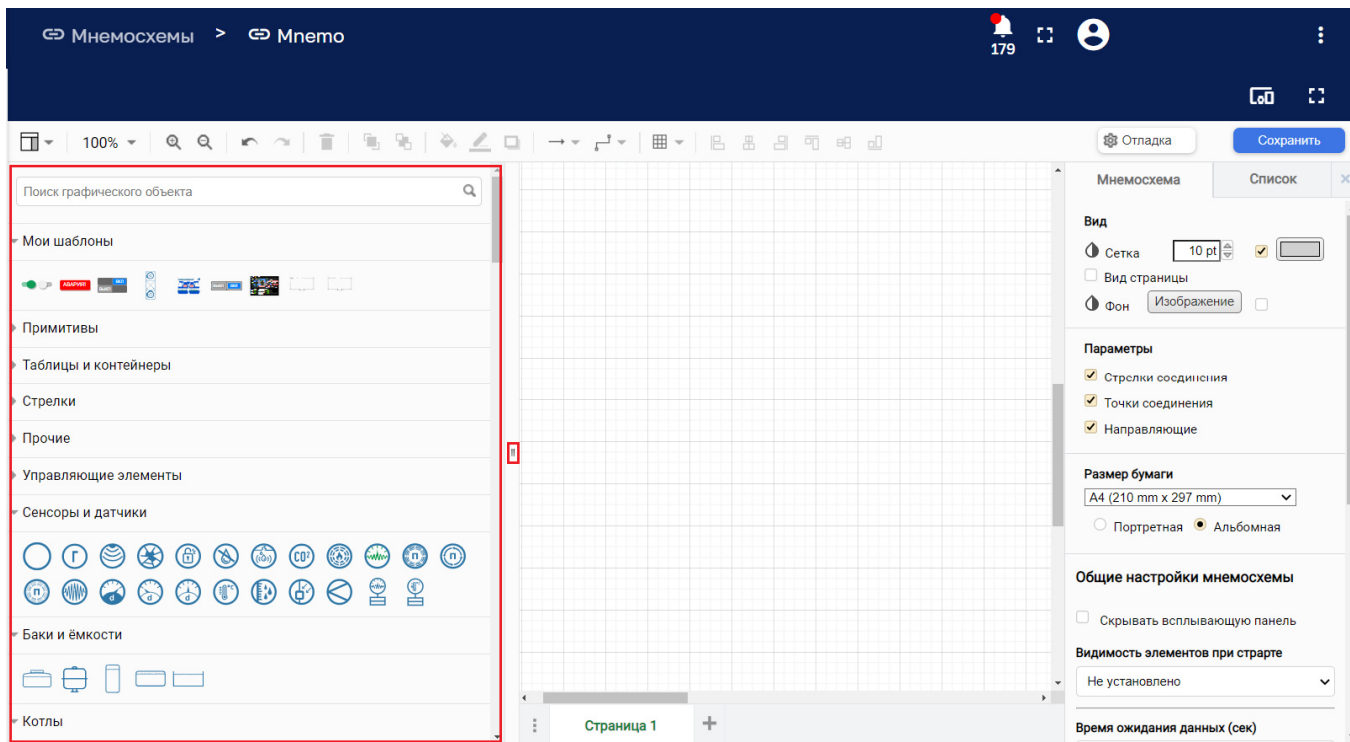 Мнемосхемы > Mnemo
179
100%
Отладка
Сохранить
Поиск графического объекта
Мои шаблоны
АВАРИЯ!
Примитивы
Таблицы и контейнеры
Стрелки
Прочие
Управляющие элементы
Сенсоры и датчики
Г
CO²
П
П
П
d
d
d
°C
Баки и ёмкости
Котлы
Страница 1
Мнемосхема
Список
Вид
Сетка
10 pt
Вид страницы
Фон
Изображение
Параметры
Стрелки соединения
Точки соединения
Направляющие
Размер бумаги
A4 (210 mm x 297 mm)
Портретная
Альбомная
Общие настройки мнемосхемы
Скрывать всплывающую панель
Видимость элементов при страрте
Не установлено
Время ожидания данных (сек)